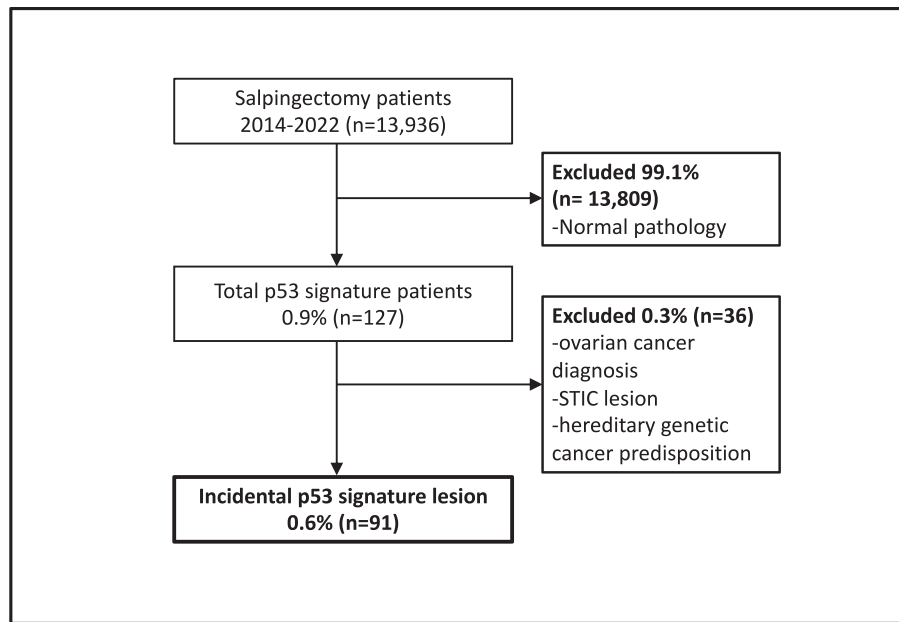 Salpingectomy patients
2014-2022 (n=13,936)
Excluded 99.1%
(n= 13,809)
-Normal pathology
Total p53 signature patients
0.9% (n=127)
Excluded 0.3% (n=36)
-ovarian cancer
diagnosis
-STIC lesion
-hereditary genetic
cancer predisposition
Incidental p53 signature lesion
0.6% (n=91)